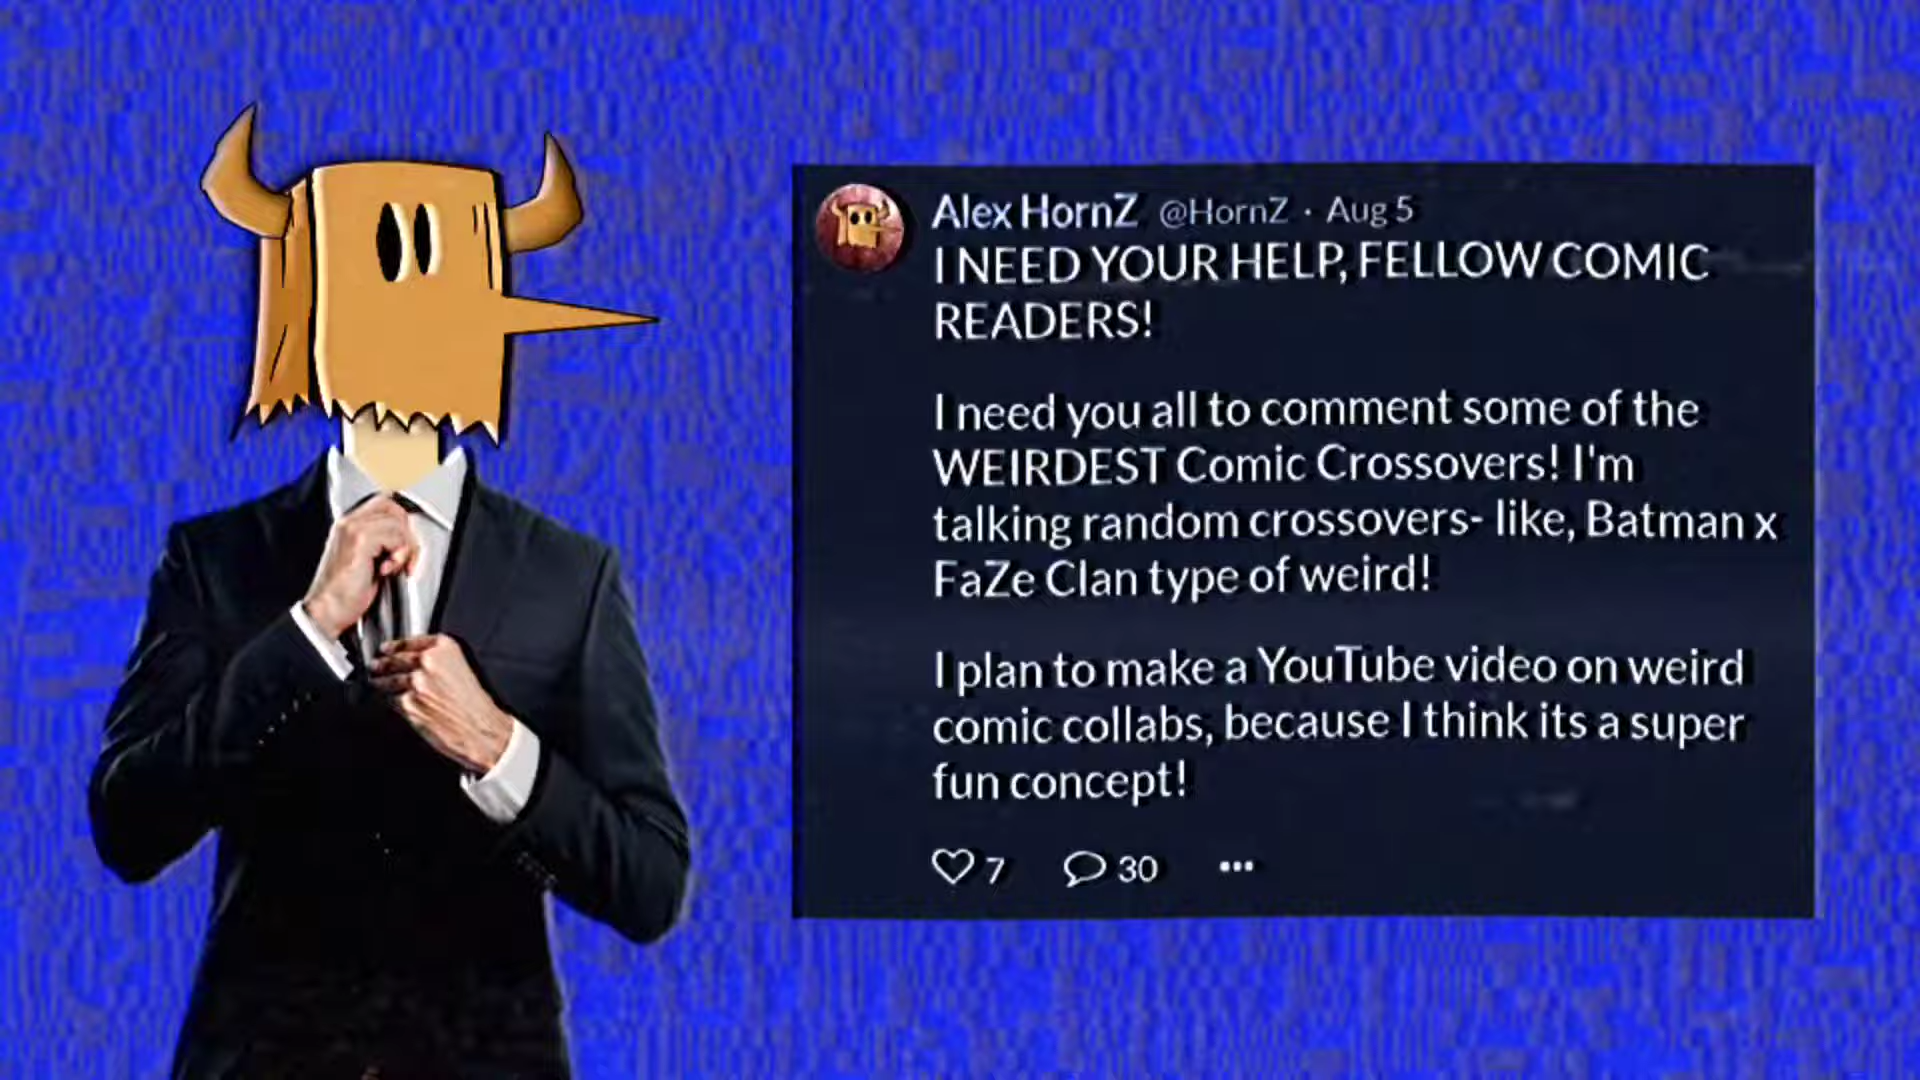 Alex HornZ @HornZ · Aug 5
I NEED YOUR HELP, FELLOW COMIC
READERS!
I need you all to comment some of the
WEIRDEST Comic Crossovers! I'm
talking random crossovers- like, Batman x
FaZe Clan type of weird!
I plan to make a YouTube video on weird
comic collabs, because I think its a super
fun concept!
7 30 •••